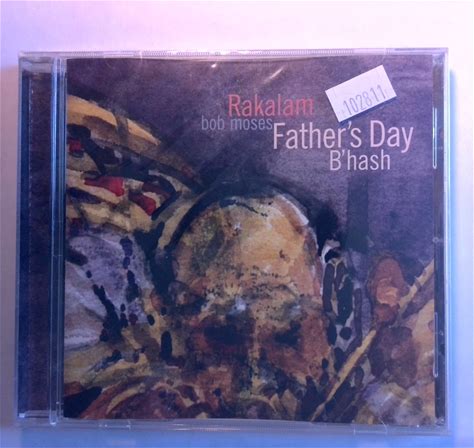 Rakalam
bob moses
Father's Day
B'hash
102811